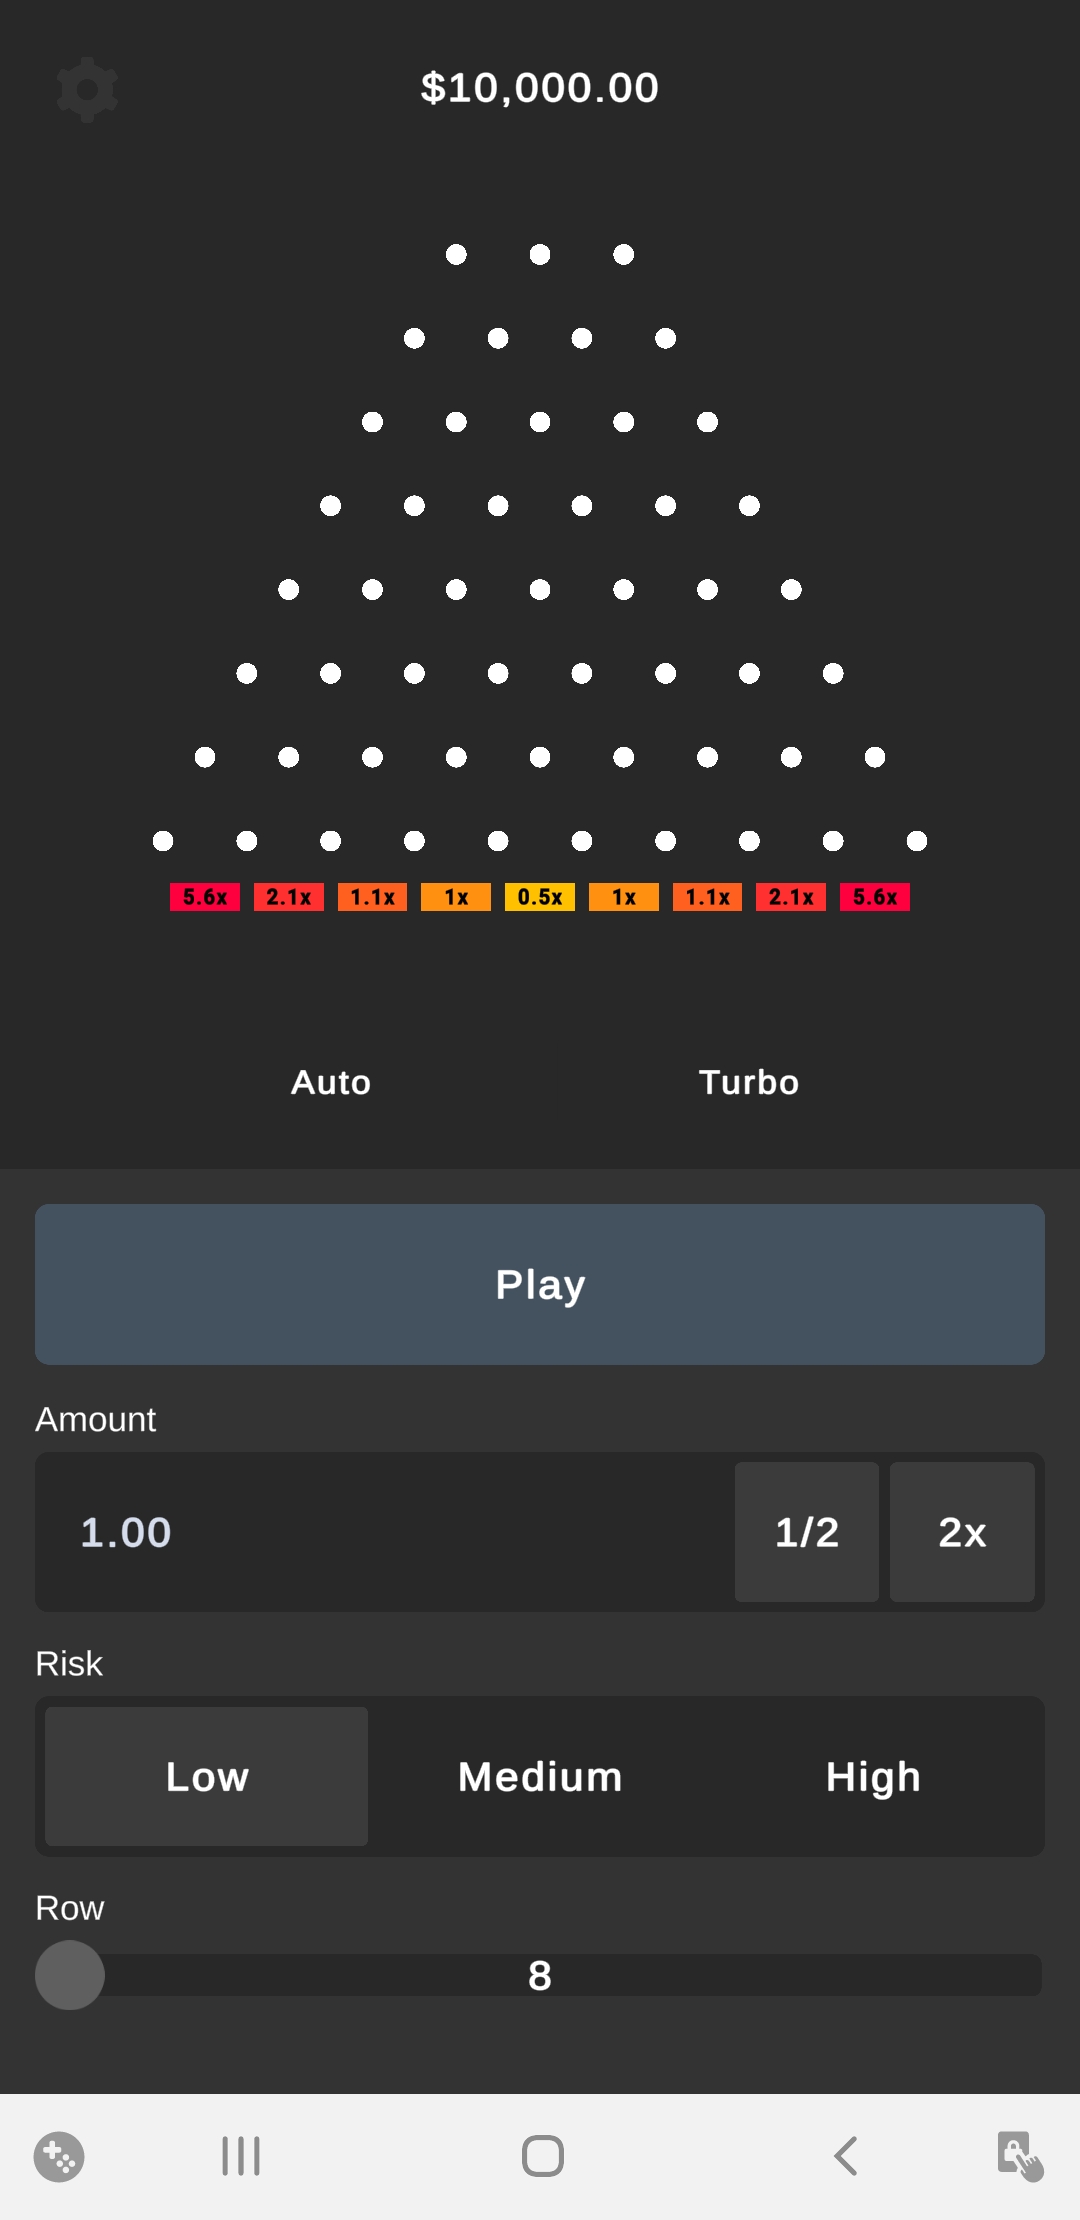 $10,000.00
5.6x 2.1x 1.1x 1x 0.5x 1x 1.1x 2.1x 5.6x
Auto Turbo
Play
Amount
1.00 1/2 2x
Risk
Low Medium High
Row
8